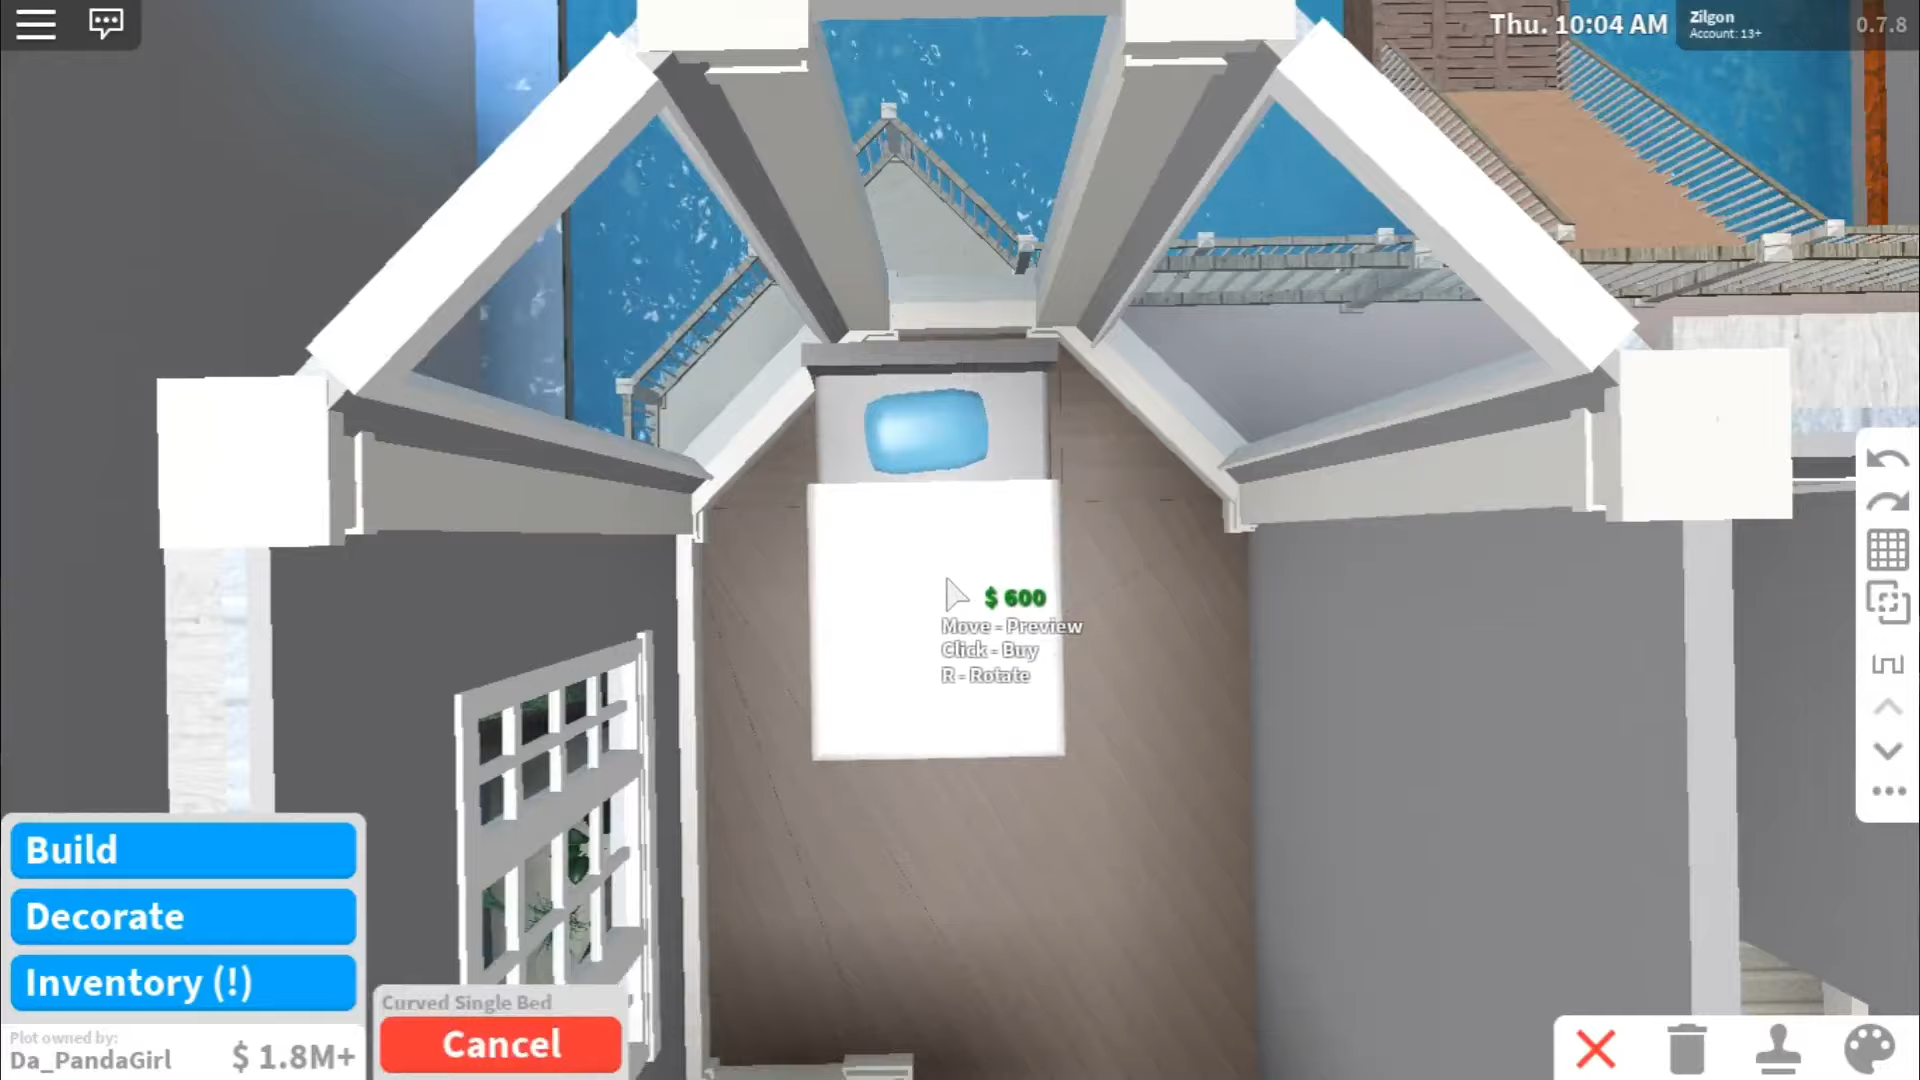 Thu. 10:04 AM
Zilgon
Account: 13+
0.7.8
$ 600
Move - Preview
Click - Buy
R - Rotate
Build
Decorate
Inventory (!)
Plot owned by:
Da_PandaGirl
$ 1.8M+
Curved Single Bed
Cancel